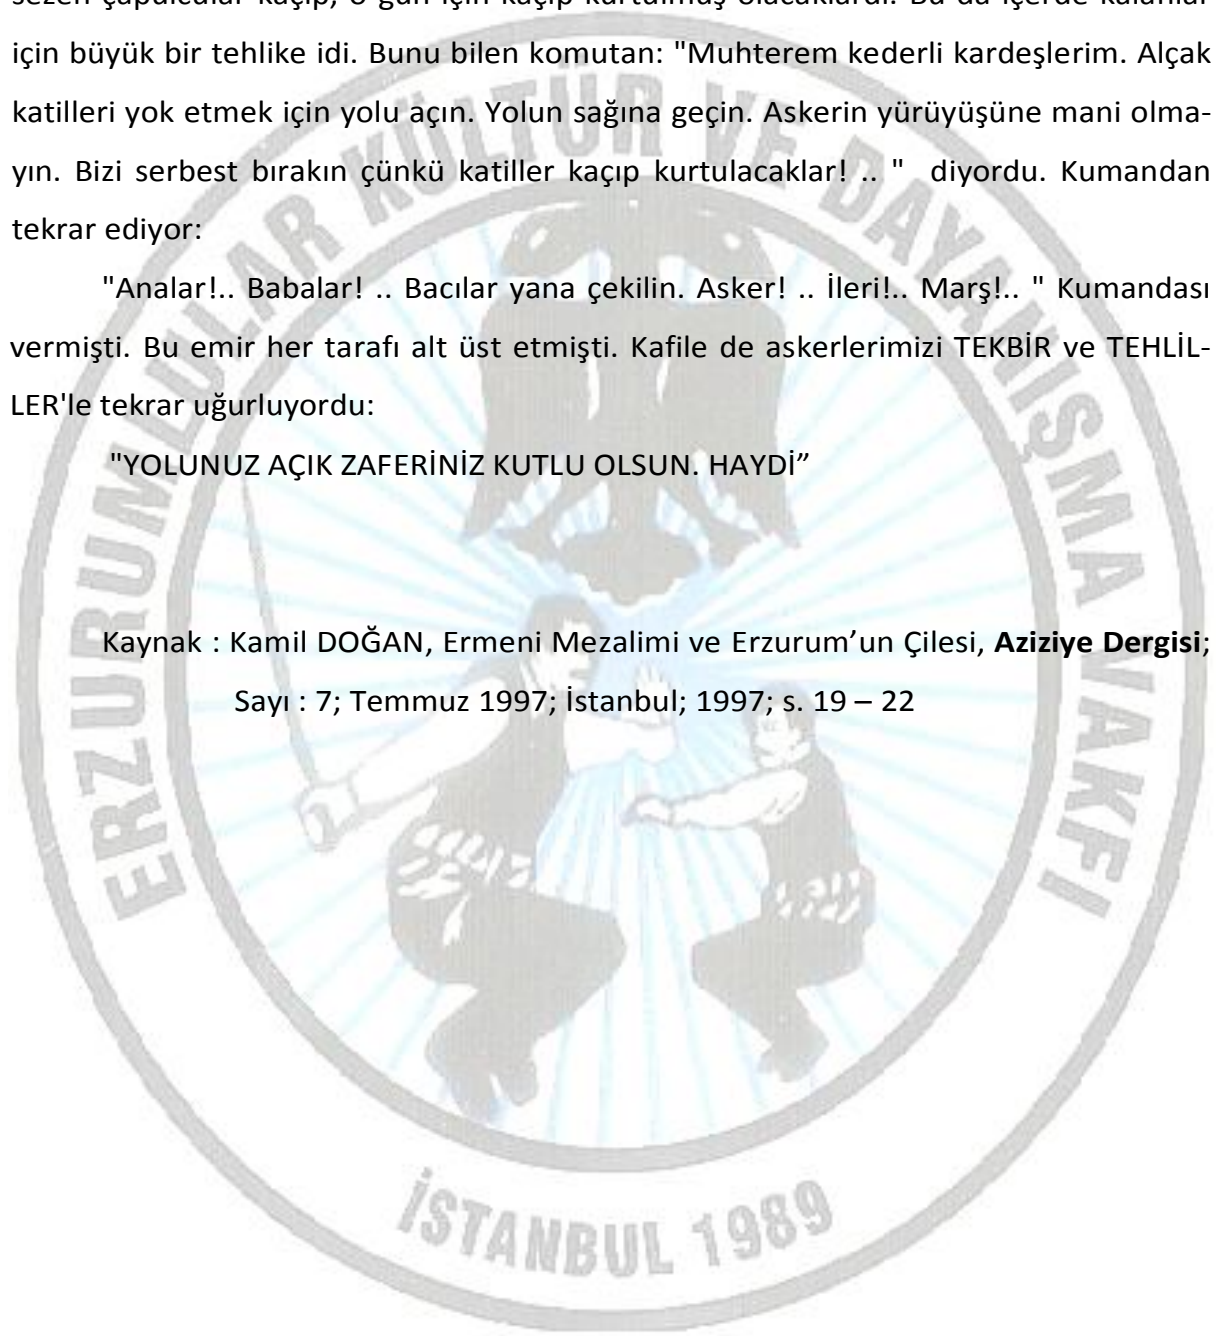 sezen çapulcular kaçıp, o gün için kaçıp kurtulmuş olacaklardı. Bu da içerde kalanlar
için büyük bir tehlike idi. Bunu bilen komutan: "Muhterem kederli kardeşlerim. Alçak
katilleri yok etmek için yolu açın. Yolun sağına geçin. Askerin yürüyüşüne mani olma-
yın. Bizi serbest bırakın çünkü katiller kaçıp kurtulacaklar! .. " diyordu. Kumandan
tekrar ediyor:
"Analar!.. Babalar! .. Bacılar yana çekilin. Asker! .. İleri!.. Marş!.. " Kumandası
vermişti. Bu emir her tarafı alt üst etmişti. Kafile de askerlerimizi TEKBİR ve TEHLİL-
LER'le tekrar uğurluyordu:
"YOLUNUZ AÇIK ZAFERİNİZ KUTLU OLSUN. HAYDİ”
Kaynak : Kamil DOĞAN, Ermeni Mezalimi ve Erzurum’un Çilesi, Aziziye Dergisi;
Sayı : 7; Temmuz 1997; İstanbul; 1997; s. 19 – 22
ERZURUMLULAR KÜLTÜR VE DAYANIŞMA VAKFI
İSTANBUL 1989